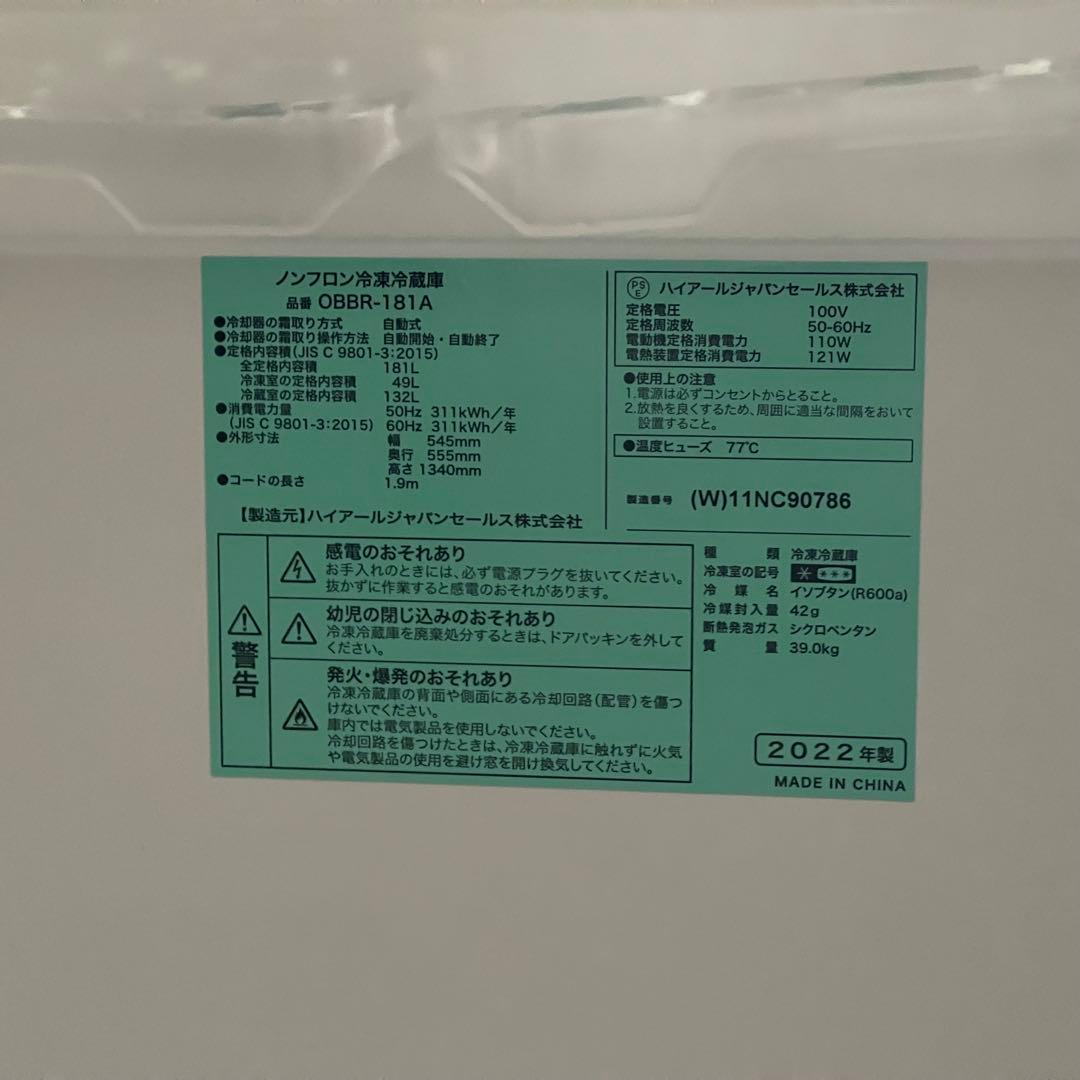 ノンフロン冷凍冷蔵庫
品番 OBBR-181A
●冷却器の霜取り方式 自動式
●冷却器の霜取り操作方法 自動開始・自動終了
●定格内容積(JIS C 9801-3:2015)
全定格内容積 181L
冷凍室の定格内容積 49L
冷蔵室の定格内容積 132L
●消費電力量 50Hz 311kWh/年
(JIS C 9801-3:2015) 60Hz 311kWh/年
●外形寸法 幅 545mm
奥行 555mm
高さ 1340mm
●コードの長さ 1.9m
【製造元】ハイアールジャパンセールス株式会社
PS
E
ハイアールジャパンセールス株式会社
定格電圧 100V
定格周波数 50-60Hz
電動機定格消費電力 110W
電熱装置定格消費電力 121W
●使用上の注意
1.電源は必ずコンセントからとること。
2.放熱を良くするため、周囲に適当な間隔をおいて
設置すること。
●温度ヒューズ 77℃
製造番号 (W)11NC90786
警告
感電のおそれあり
お手入れのときには、必ず電源プラグを抜いてください。
抜かずに作業すると感電のおそれがあります。
幼児の閉じ込みのおそれあり
冷凍冷蔵庫を廃棄処分するときは、ドアパッキンを外して
ください。
発火・爆発のおそれあり
冷凍冷蔵庫の背面や側面にある冷却回路(配管)を傷つ
けないでください。
庫内では電気製品を使用しないでください。
冷却回路を傷つけたときは、冷凍冷蔵庫に触れずに火気
や電気製品の使用を避け窓を開け換気してください。
種類 冷凍冷蔵庫
冷凍室の記号
冷媒名 イソブタン(R600a)
冷媒封入量 42g
断熱発泡ガス シクロペンタン
質量 39.0kg
2022年製
MADE IN CHINA